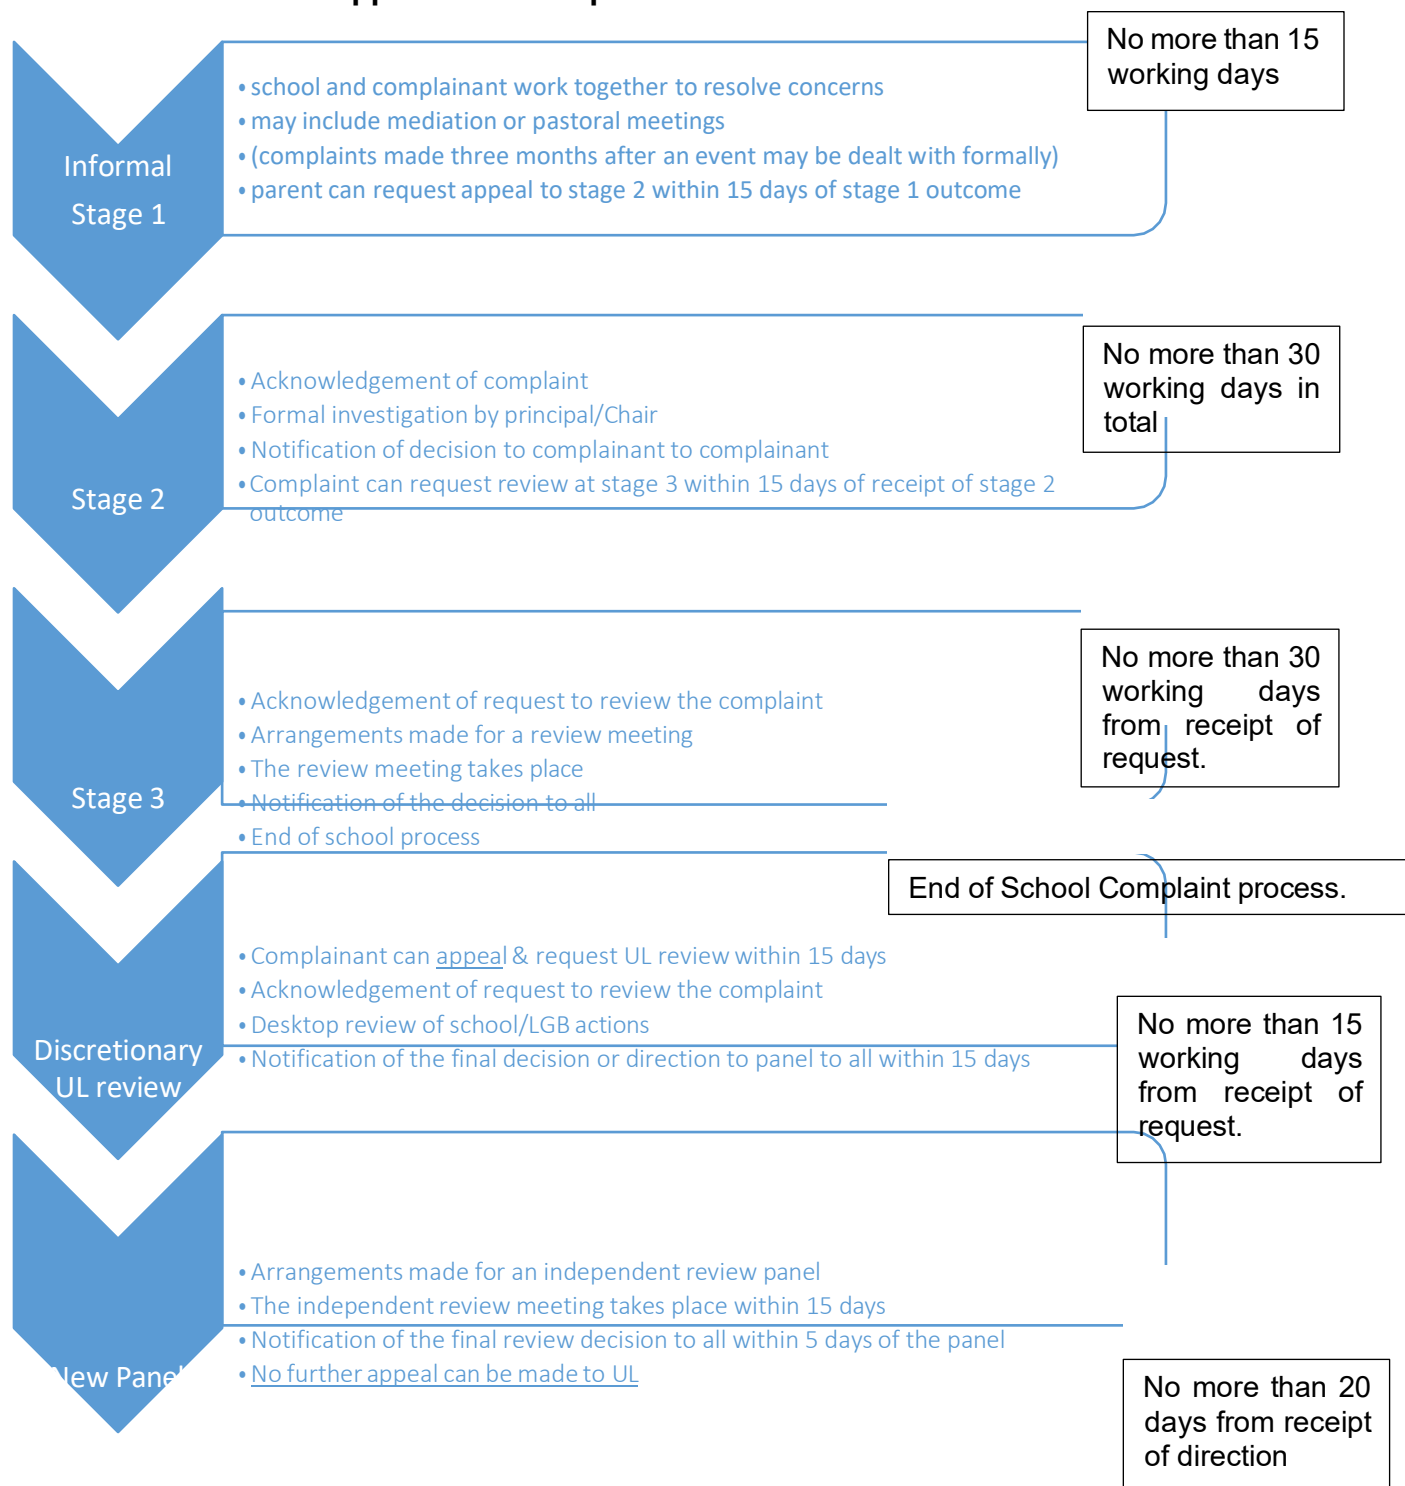 Informal
Stage 1
• school and complainant work together to resolve concerns
• may include mediation or pastoral meetings
• (complaints made three months after an event may be dealt with formally)
• parent can request appeal to stage 2 within 15 days of stage 1 outcome
No more than 15
working days
Stage 2
• Acknowledgement of complaint
• Formal investigation by principal/Chair
• Notification of decision to complainant to complainant
• Complaint can request review at stage 3 within 15 days of receipt of stage 2
outcome
No more than 30
working days in
total
Stage 3
• Acknowledgement of request to review the complaint
• Arrangements made for a review meeting
• The review meeting takes place
• Notification of the decision to all
• End of school process
No more than 30
working days
from receipt of
request.
End of School Complaint process.
Discretionary
UL review
• Complainant can appeal & request UL review within 15 days
• Acknowledgement of request to review the complaint
• Desktop review of school/LGB actions
• Notification of the final decision or direction to panel to all within 15 days
No more than 15
working days
from receipt of
request.
New Panel
• Arrangements made for an independent review panel
• The independent review meeting takes place within 15 days
• Notification of the final review decision to all within 5 days of the panel
• No further appeal can be made to UL
No more than 20
days from receipt
of direction